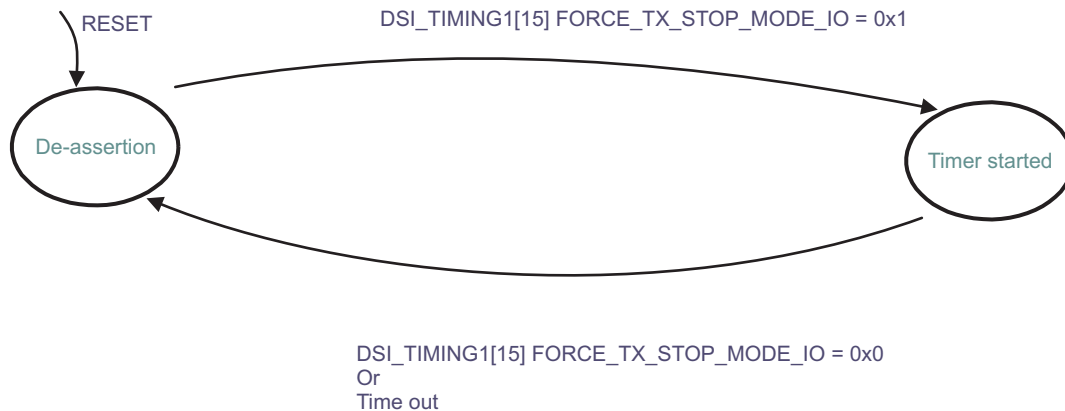 RESET
DSI_TIMING1[15] FORCE_TX_STOP_MODE_IO = 0x1
De-assertion
Timer started
DSI_TIMING1[15] FORCE_TX_STOP_MODE_IO = 0x0
Or
Time out